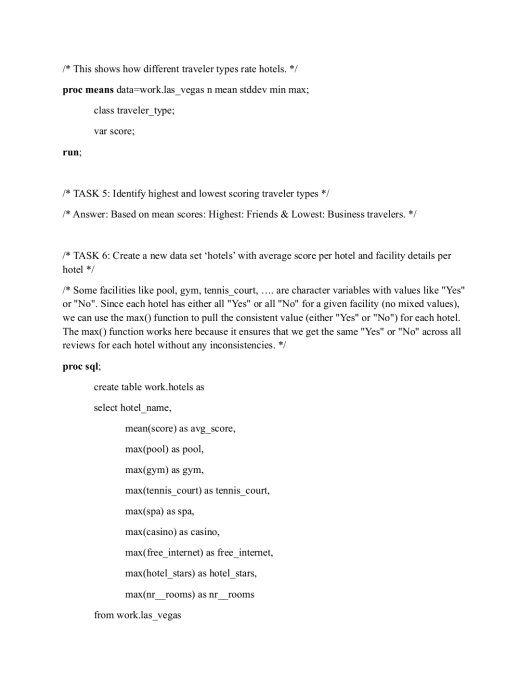 /* This shows how different traveler types rate hotels. */
proc means data=work.las_vegas n mean stddev min max;
class traveler_type;
var score;
run;
/* TASK 5: Identify highest and lowest scoring traveler types */
/* Answer: Based on mean scores: Highest: Friends & Lowest: Business travelers. */
/* TASK 6: Create a new data set ‘hotels’ with average score per hotel and facility details per
hotel */
/* Some facilities like pool, gym, tennis_court, …. are character variables with values like "Yes"
or "No". Since each hotel has either all "Yes" or all "No" for a given facility (no mixed values),
we can use the max() function to pull the consistent value (either "Yes" or "No") for each hotel.
The max() function works here because it ensures that we get the same "Yes" or "No" across all
reviews for each hotel without any inconsistencies. */
proc sql;
create table work.hotels as
select hotel_name,
mean(score) as avg_score,
max(pool) as pool,
max(gym) as gym,
max(tennis_court) as tennis_court,
max(spa) as spa,
max(casino) as casino,
max(free_internet) as free_internet,
max(hotel_stars) as hotel_stars,
max(nr__rooms) as nr__rooms
from work.las_vegas